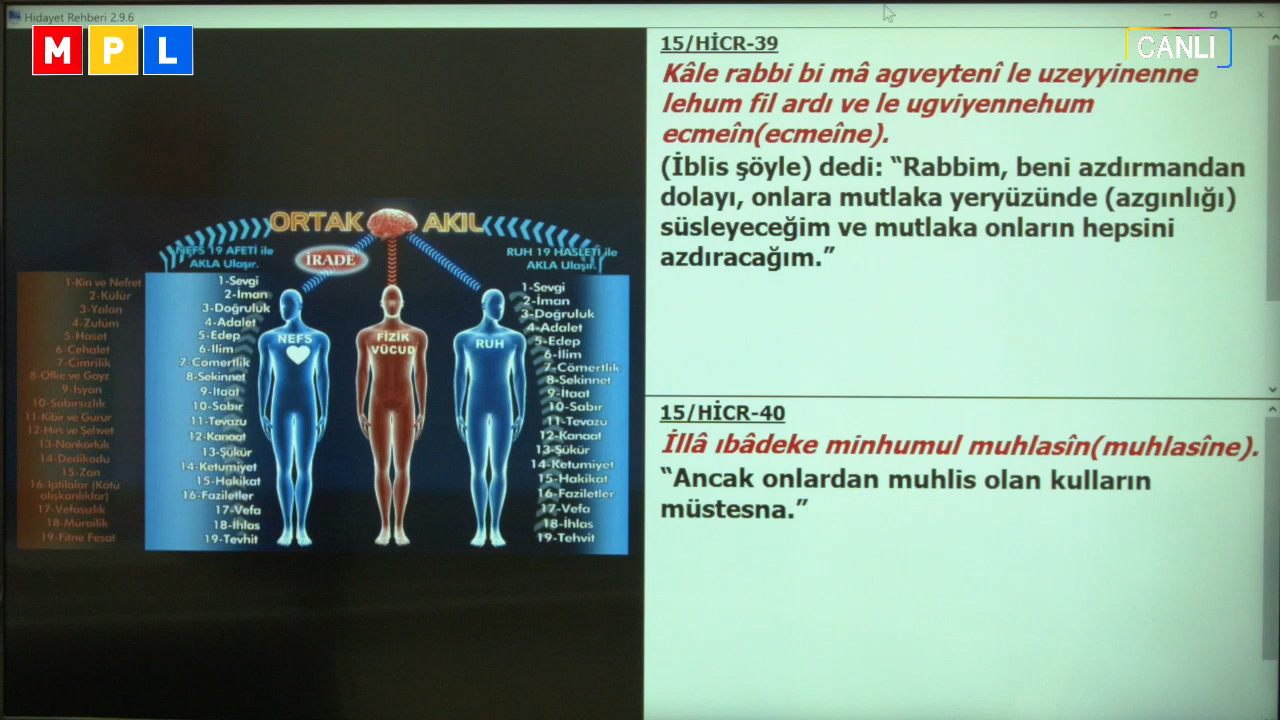 Hidayet Rehberi 2.9.6
M P L
CANLI
ORTAK AKIL
NEFS 19 AFETİ ile
AKLA Ulaşır.
İRADE
RUH 19 HASLETİ ile
AKLA Ulaşır.
1-Kin ve Nefret
2-Küfür
3-Yalan
4-Zulüm
5-Haset
6-Cehalet
7-Cimrilik
8-Öfke ve Gayz
9-İsyan
10-Sabırsızlık
11-Kibir ve Gurur
12-Hırs ve Şehvet
13-Nankörlük
14-Dedikodu
15-Zan
16-İptilalar (Kötü
alışkanlıklar)
17-Vefasızlık
18-Mürailik
19-Fitne Fesat
1-Sevgi
2-İman
3-Doğruluk
4-Adalet
5-Edep
6-İlim
7-Cömertlik
8-Sekinnet
9-İtaat
10-Sabır
11-Tevazu
12-Kanaat
13-Şükür
14-Ketumiyet
15-Hakikat
16-Faziletler
17-Vefa
18-İhlas
19-Tevhit
NEFS
FİZİK
VÜCUD
RUH
1-Sevgi
2-İman
3-Doğruluk
4-Adalet
5-Edep
6-İlim
7-Cömertlik
8-Sekinnet
9-İtaat
10-Sabır
11-Tevazu
12-Kanaat
13-Şükür
14-Ketumiyet
15-Hakikat
16-Faziletler
17-Vefa
18-İhlas
19-Tehvit
15/HİCR-39
Kâle rabbi bi mâ agveytenî le uzeyyinenne
lehum fil ardı ve le ugviyennehum
ecmeîn(ecmeîne).
(İblis şöyle) dedi: “Rabbim, beni azdırmandan
dolayı, onlara mutlaka yeryüzünde (azgınlığı)
süsleyeceğim ve mutlaka onların hepsini
azdıracağım.”
15/HİCR-40
İllâ ıbâdeke minhumul muhlasîn(muhlasîne).
“Ancak onlardan muhlis olan kulların
müstesna.”